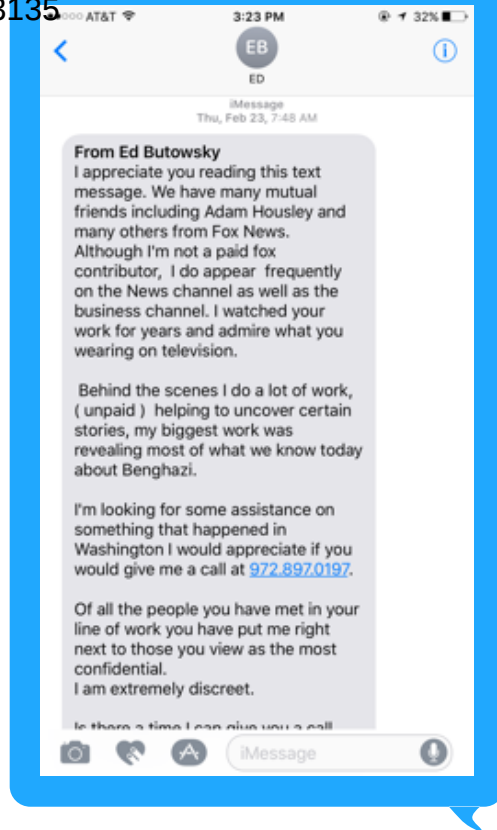 3135
AT&T
3:23 PM
32%
EB
ED
iMessage
Thu, Feb 23, 7:48 AM
From Ed Butowsky
I appreciate you reading this text
message. We have many mutual
friends including Adam Housley and
many others from Fox News.
Although I'm not a paid fox
contributor,  I do appear  frequently
on the News channel as well as the
business channel. I watched your
work for years and admire what you
wearing on television.
Behind the scenes I do a lot of work,
( unpaid )  helping to uncover certain
stories, my biggest work was
revealing most of what we know today
about Benghazi.
I'm looking for some assistance on
something that happened in
Washington I would appreciate if you
would give me a call at 972.897.0197.
Of all the people you have met in your
line of work you have put me right
next to those you view as the most
confidential.
I am extremely discreet.
Is there a time I can give you a call
iMessage